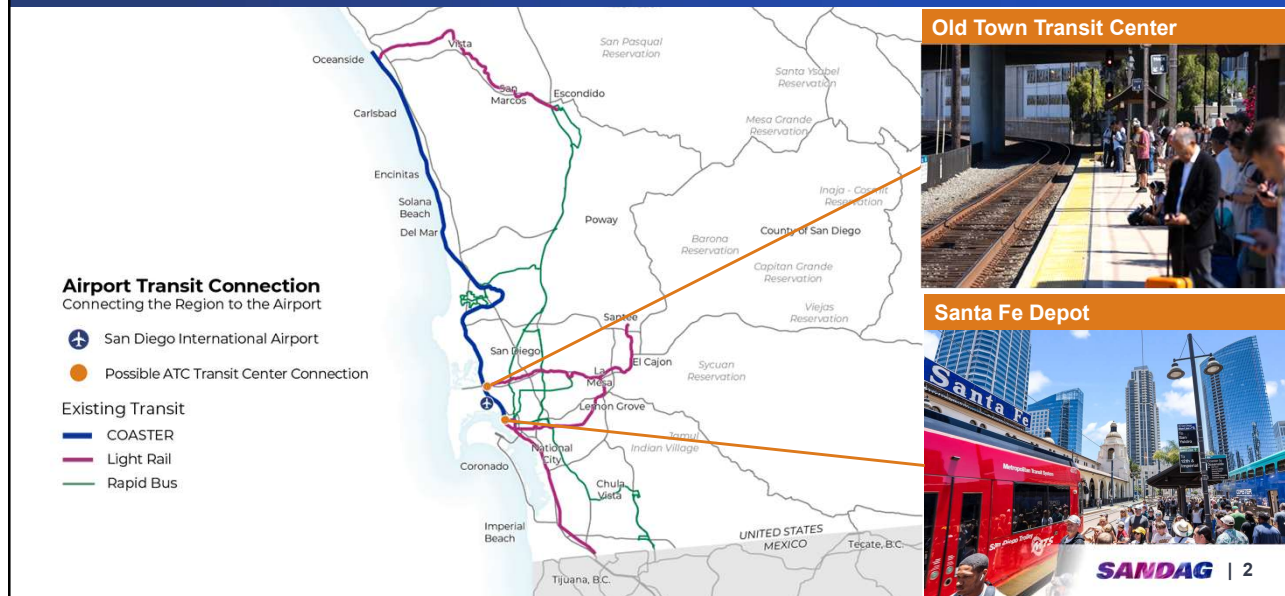 Oceanside
Vista
San Marcos
Escondido
San Pasqual
Reservation
Santa Ysabel
Reservation
Mesa Grande
Reservation
Carlsbad
Encinitas
Solana
Beach
Del Mar
Poway
Inaja - Cosmit
Reservation
County of San Diego
Barona
Reservation
Capitan Grande
Reservation
Viejas
Reservation
Airport Transit Connection
Connecting the Region to the Airport
San Diego International Airport
Possible ATC Transit Center Connection
Existing Transit
COASTER
Light Rail
Rapid Bus
Santee
San Diego
El Cajon
La
Mesa
Sycuan
Reservation
Lemon Grove
Jamul
Indian Village
National
City
Coronado
Chula
Vista
Imperial
Beach
UNITED STATES
MEXICO
Tecate, B.C.
Tijuana, B.C.
Old Town Transit Center
Santa Fe Depot
Santa Fe
Metropolitan Transit System
San Diego Trolley
MTS
COASTER
SANDAG | 2